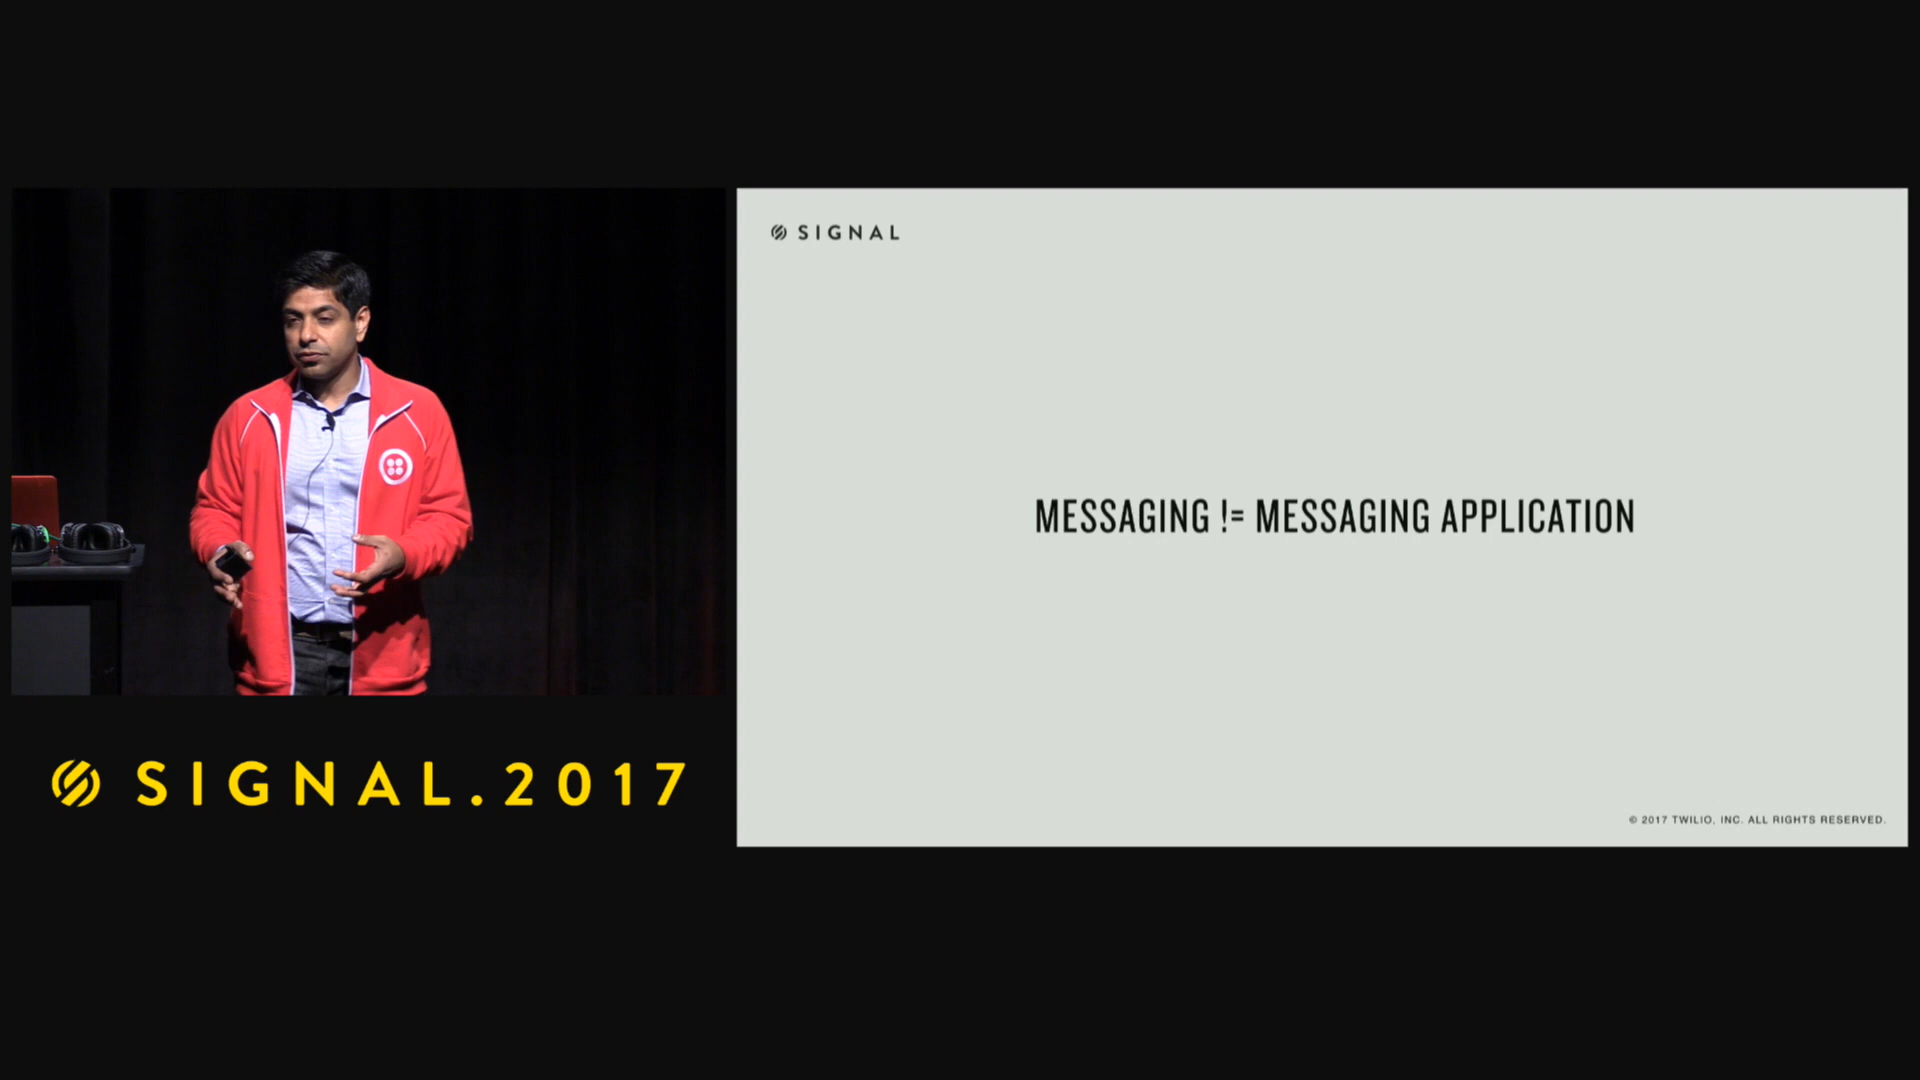 SIGNAL
MESSAGING != MESSAGING APPLICATION
© 2017 TWILIO, INC. ALL RIGHTS RESERVED.
SIGNAL.2017